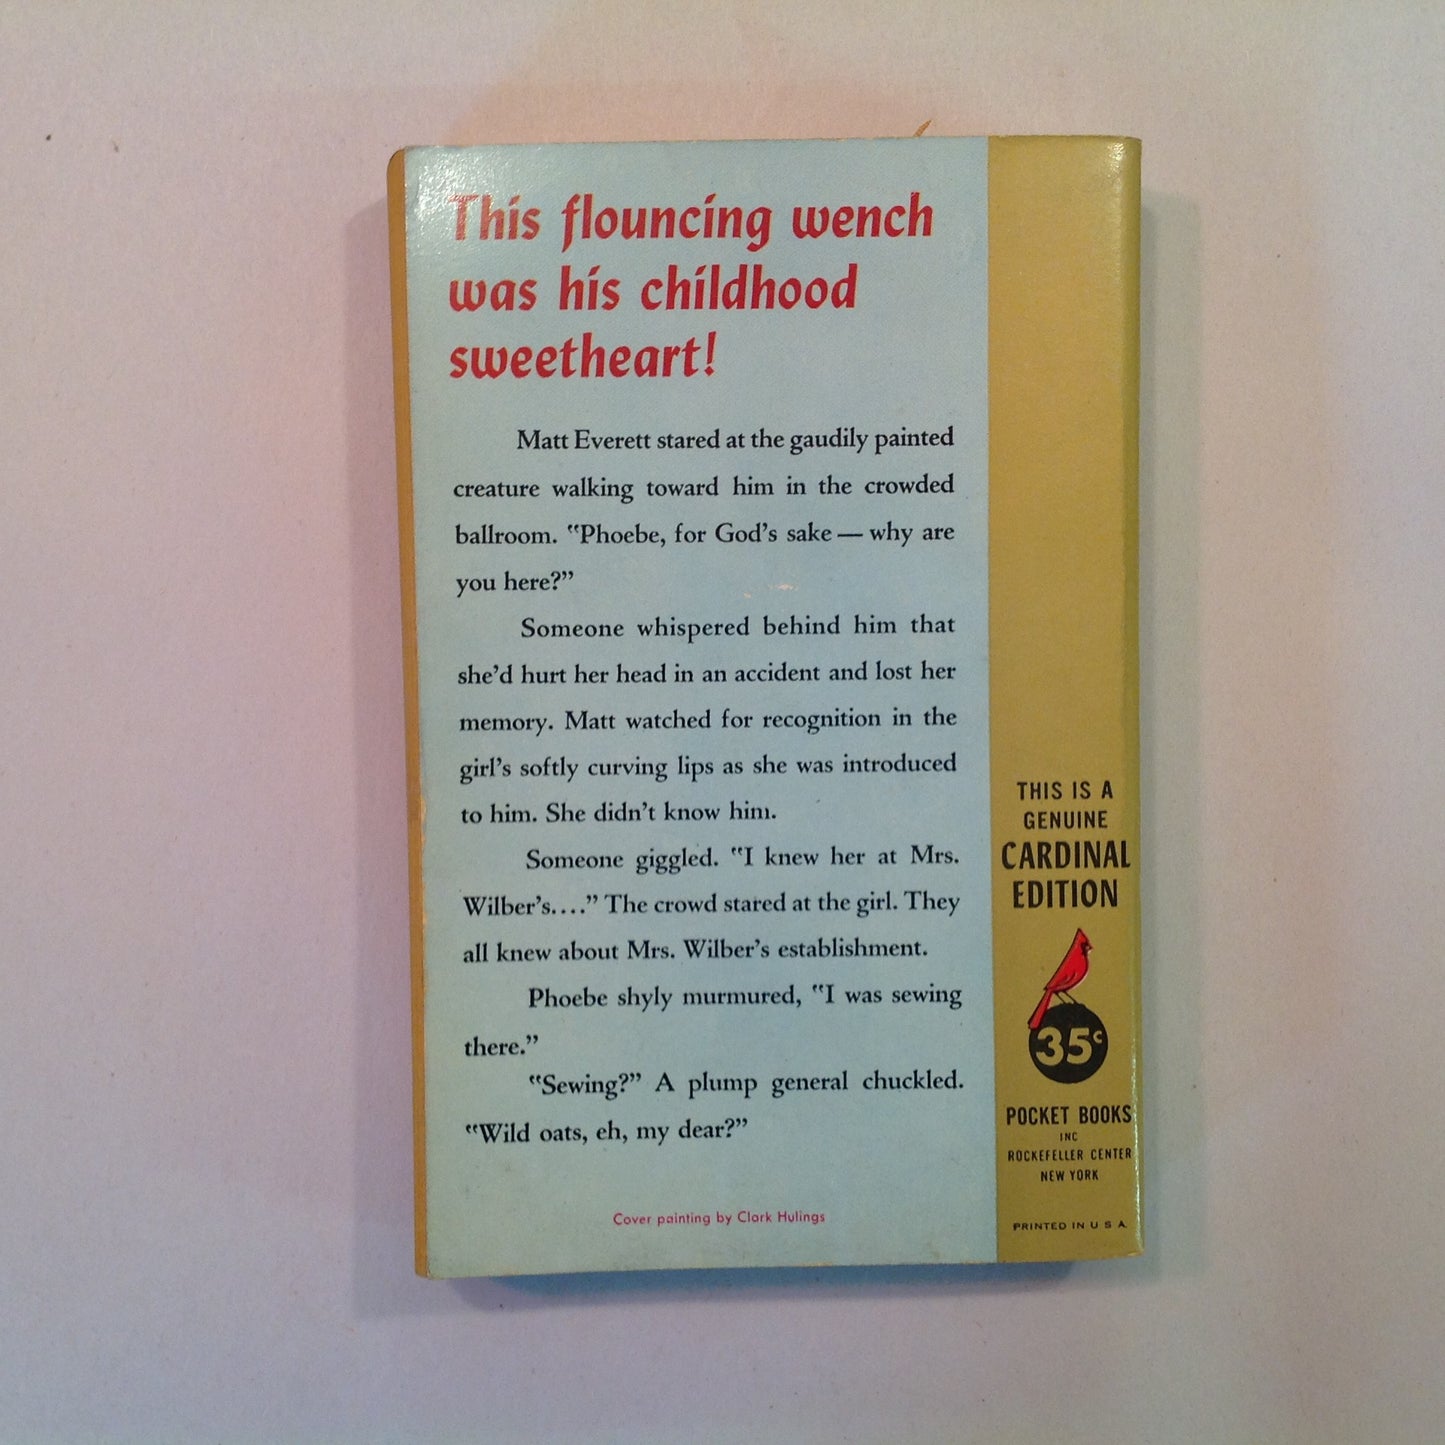 This flouncing wench
was his childhood
sweetheart!
Matt Everett stared at the gaudily painted
creature walking toward him in the crowded
ballroom. "Phoebe, for God's sake — why are
you here?"
Someone whispered behind him that
she'd hurt her head in an accident and lost her
memory. Matt watched for recognition in the
girl's softly curving lips as she was introduced
to him. She didn't know him.
Someone giggled. "I knew her at Mrs.
Wilber's...." The crowd stared at the girl. They
all knew about Mrs. Wilber's establishment.
Phoebe shyly murmured, "I was sewing
there."
"Sewing?" A plump general chuckled.
"Wild oats, eh, my dear?"
Cover painting by Clark Hulings
THIS IS A
GENUINE
CARDINAL
EDITION
35c
POCKET BOOKS
INC
ROCKEFELLER CENTER
NEW YORK
PRINTED IN U S A